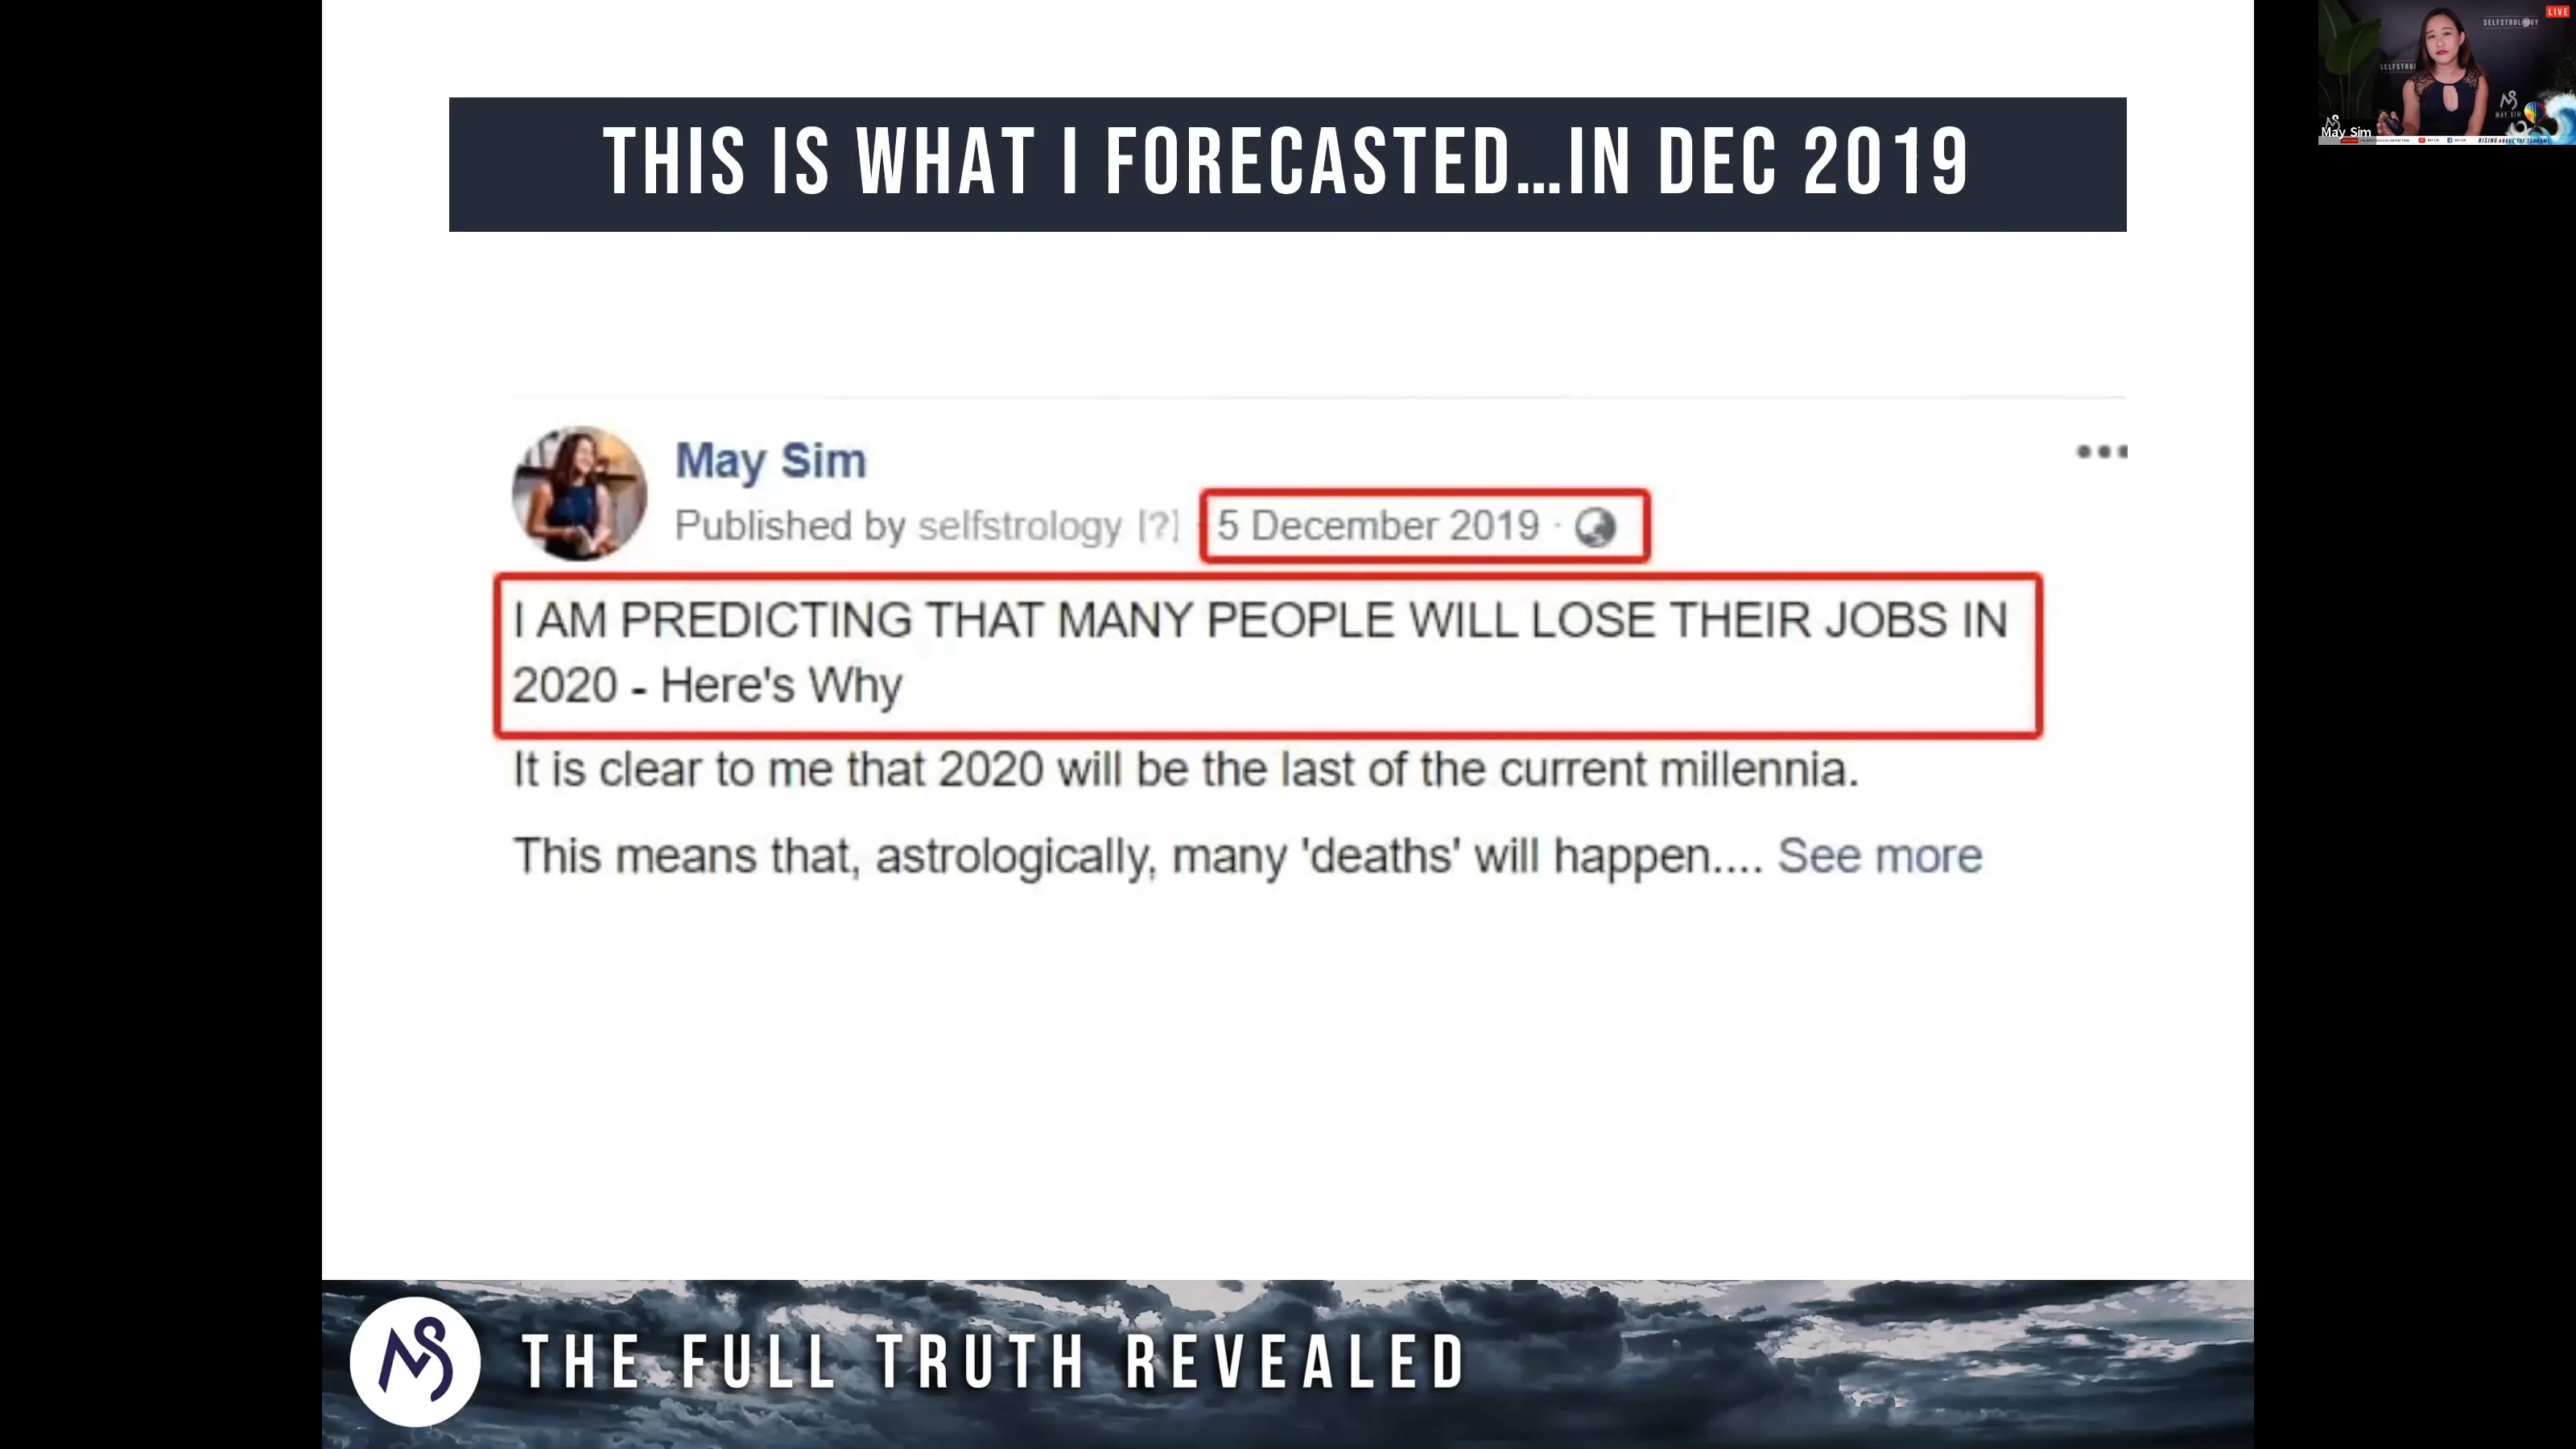 THIS IS WHAT I FORECASTED...IN DEC 2019
LIVE
SELFSTROLOGY
MAY SIM
May Sim
May Sim
Published by selfstrology [?] · 5 December 2019 ·
I AM PREDICTING THAT MANY PEOPLE WILL LOSE THEIR JOBS IN
2020 - Here's Why
It is clear to me that 2020 will be the last of the current millennia.
This means that, astrologically, many 'deaths' will happen.... See more
THE FULL TRUTH REVEALED